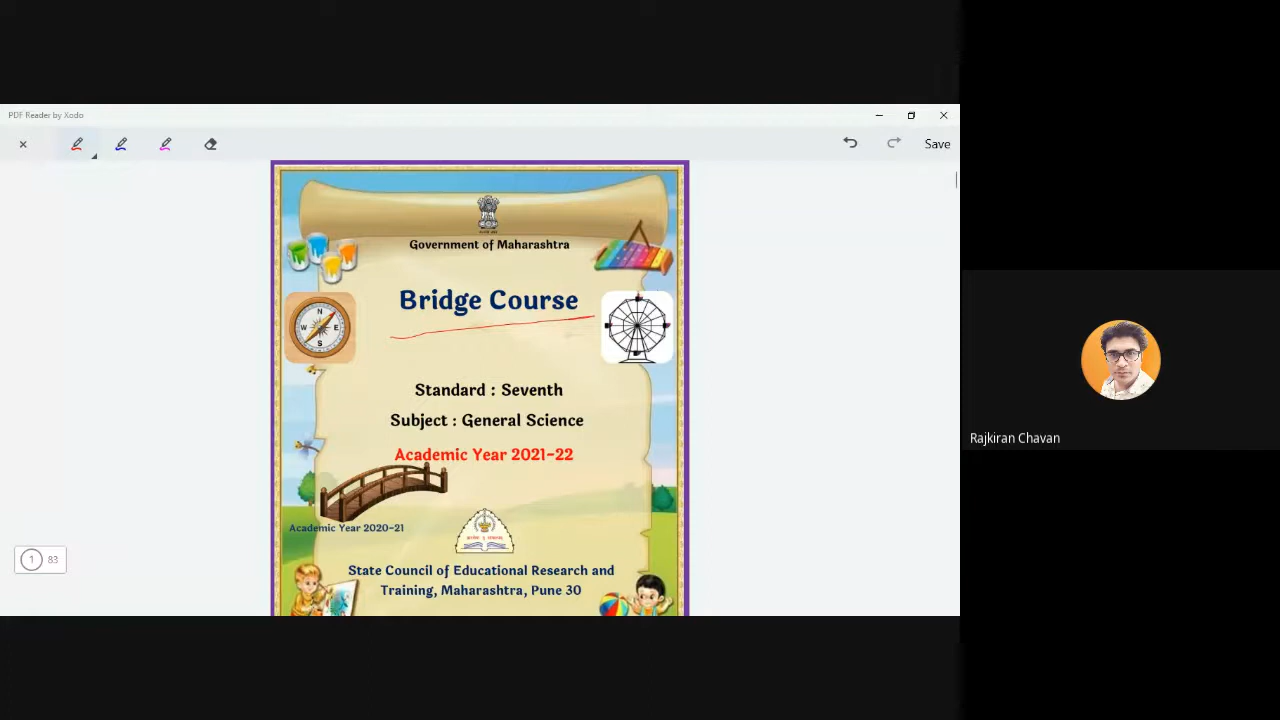 PDF Reader by Xodo
Save
Government of Maharashtra
Bridge Course
N
W E
S
Standard : Seventh
Subject : General Science
Academic Year 2021-22
Academic Year 2020-21
State Council of Educational Research and
Training, Maharashtra, Pune 30
1 83
Rajkiran Chavan